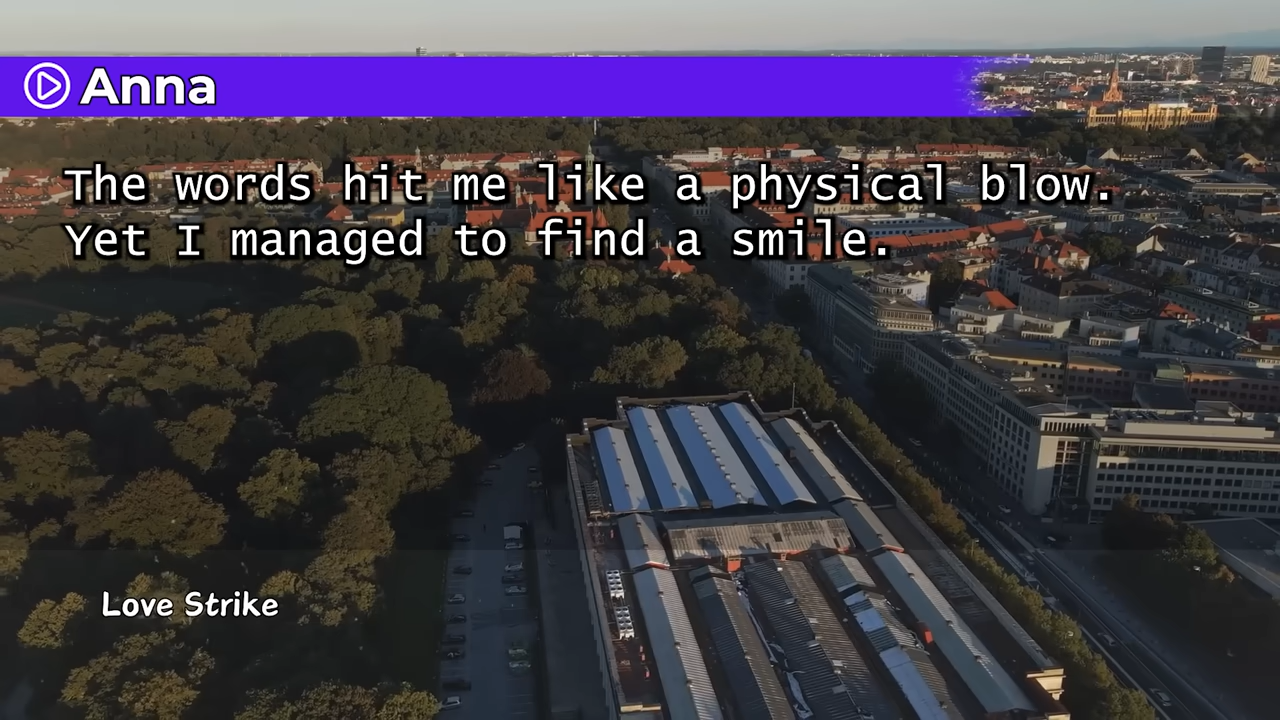 Anna
The words hit me like a physical blow.
Yet I managed to find a smile.
Love Strike